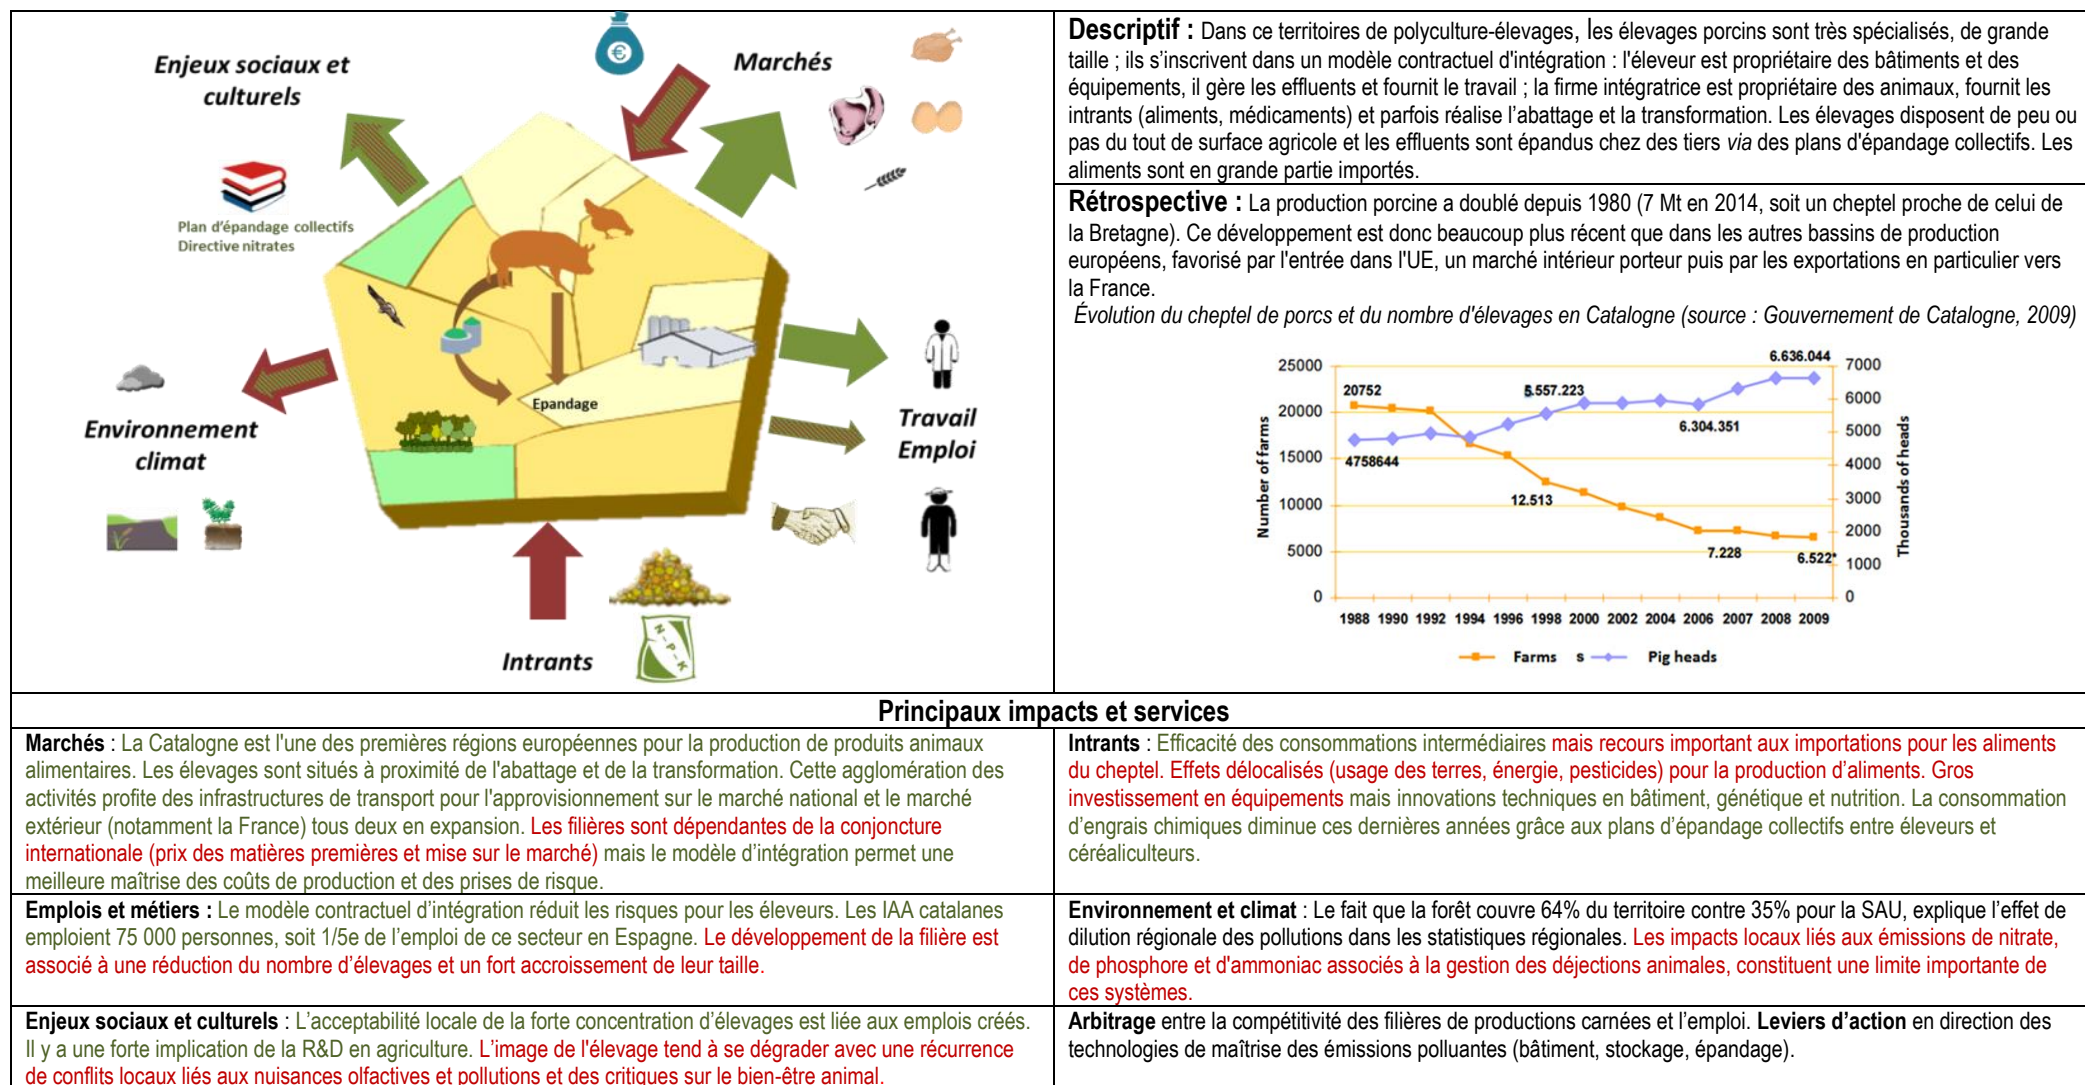 Enjeux sociaux et
culturels
Marchés
Plan d'épandage collectifs
Directive nitrates
Epandage
Environnement
climat
Travail
Emploi
Intrants
N-P-K
Descriptif : Dans ce territoires de polyculture-élevages, les élevages porcins sont très spécialisés, de grande
taille ; ils s'inscrivent dans un modèle contractuel d'intégration : l'éleveur est propriétaire des bâtiments et des
équipements, il gère les effluents et fournit le travail ; la firme intégratrice est propriétaire des animaux, fournit les
intrants (aliments, médicaments) et parfois réalise l'abattage et la transformation. Les élevages disposent de peu ou
pas du tout de surface agricole et les effluents sont épandus chez des tiers via des plans d'épandage collectifs. Les
aliments sont en grande partie importés.
Rétrospective : La production porcine a doublé depuis 1980 (7 Mt en 2014, soit un cheptel proche de celui de
la Bretagne). Ce développement est donc beaucoup plus récent que dans les autres bassins de production
européens, favorisé par l'entrée dans l'UE, un marché intérieur porteur puis par les exportations en particulier vers
la France.
Évolution du cheptel de porcs et du nombre d'élevages en Catalogne (source : Gouvernement de Catalogne, 2009)
Number of farms
25000
20000
15000
10000
5000
0
20752
4758644
5.557.223
12.513
6.304.351
7.228
6.636.044
6.522*
7000
6000
5000
4000
3000
2000
1000
0
Thousands of heads
1988 1990 1992 1994 1996 1998 2000 2002 2004 2006 2007 2008 2009
Farms s Pig heads
Principaux impacts et services
Marchés : La Catalogne est l'une des premières régions européennes pour la production de produits animaux
alimentaires. Les élevages sont situés à proximité de l'abattage et de la transformation. Cette agglomération des
activités profite des infrastructures de transport pour l'approvisionnement sur le marché national et le marché
extérieur (notamment la France) tous deux en expansion. Les filières sont dépendantes de la conjoncture
internationale (prix des matières premières et mise sur le marché) mais le modèle d'intégration permet une
meilleure maîtrise des coûts de production et des prises de risque.
Intrants : Efficacité des consommations intermédiaires mais recours important aux importations pour les aliments
du cheptel. Effets délocalisés (usage des terres, énergie, pesticides) pour la production d'aliments. Gros
investissement en équipements mais innovations techniques en bâtiment, génétique et nutrition. La consommation
d'engrais chimiques diminue ces dernières années grâce aux plans d'épandage collectifs entre éleveurs et
céréaliculteurs.
Emplois et métiers : Le modèle contractuel d'intégration réduit les risques pour les éleveurs. Les IAA catalanes
emploient 75 000 personnes, soit 1/5e de l'emploi de ce secteur en Espagne. Le développement de la filière est
associé à une réduction du nombre d'élevages et un fort accroissement de leur taille.
Environnement et climat : Le fait que la forêt couvre 64% du territoire contre 35% pour la SAU, explique l'effet de
dilution régionale des pollutions dans les statistiques régionales. Les impacts locaux liés aux émissions de nitrate,
de phosphore et d'ammoniac associés à la gestion des déjections animales, constituent une limite importante de
ces systèmes.
Enjeux sociaux et culturels : L'acceptabilité locale de la forte concentration d'élevages est liée aux emplois créés.
Il y a une forte implication de la R&D en agriculture. L'image de l'élevage tend à se dégrader avec une récurrence
de conflits locaux liés aux nuisances olfactives et pollutions et des critiques sur le bien-être animal.
Arbitrage entre la compétitivité des filières de productions carnées et l'emploi. Leviers d'action en direction des
technologies de maîtrise des émissions polluantes (bâtiment, stockage, épandage).